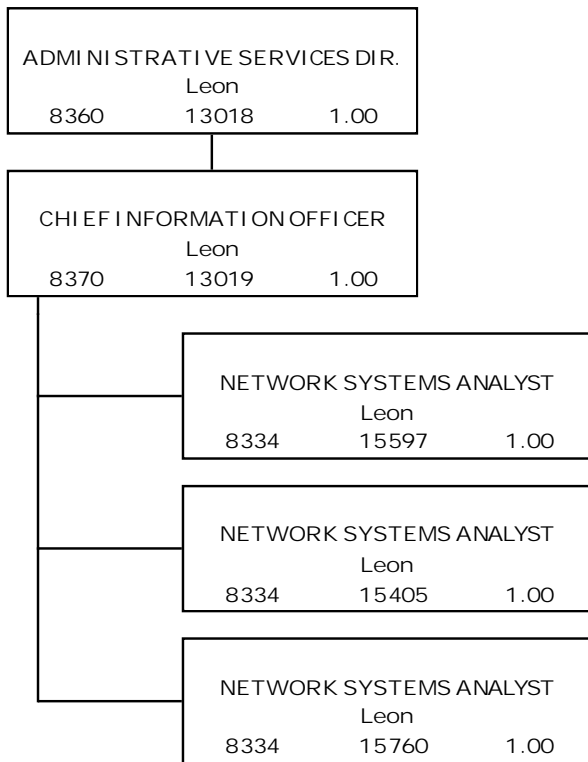 ADMINISTRATIVE SERVICES DIR.
Leon
8360 13018 1.00
CHIEF INFORMATION OFFICER
Leon
8370 13019 1.00
NETWORK SYSTEMS ANALYST
Leon
8334 15597 1.00
NETWORK SYSTEMS ANALYST
Leon
8334 15405 1.00
NETWORK SYSTEMS ANALYST
Leon
8334 15760 1.00